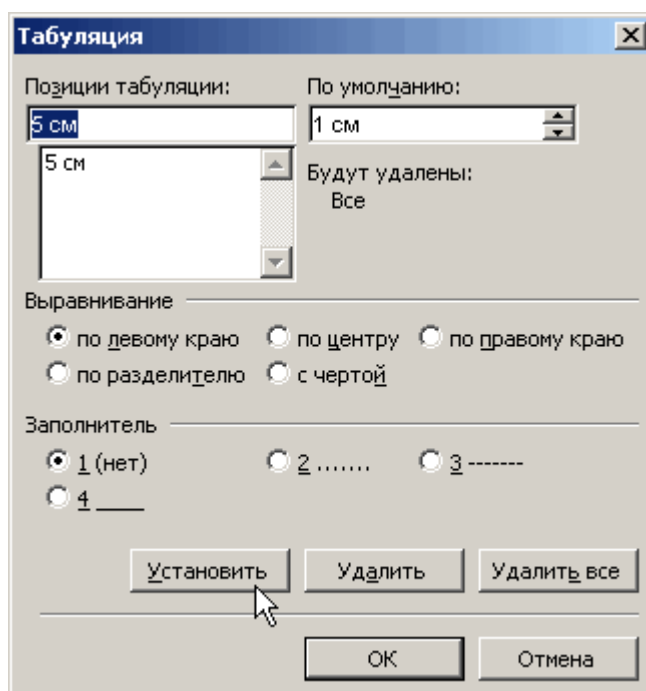 Табуляция
Позиции табуляции: По умолчанию:
5 см 1 см
5 см Будут удалены:
Все
Выравнивание
по левому краю по центру по правому краю
по разделителю с чертой
Заполнитель
1 (нет) 2 ....... 3 -------
4 ____
Установить Удалить Удалить все
ОК Отмена